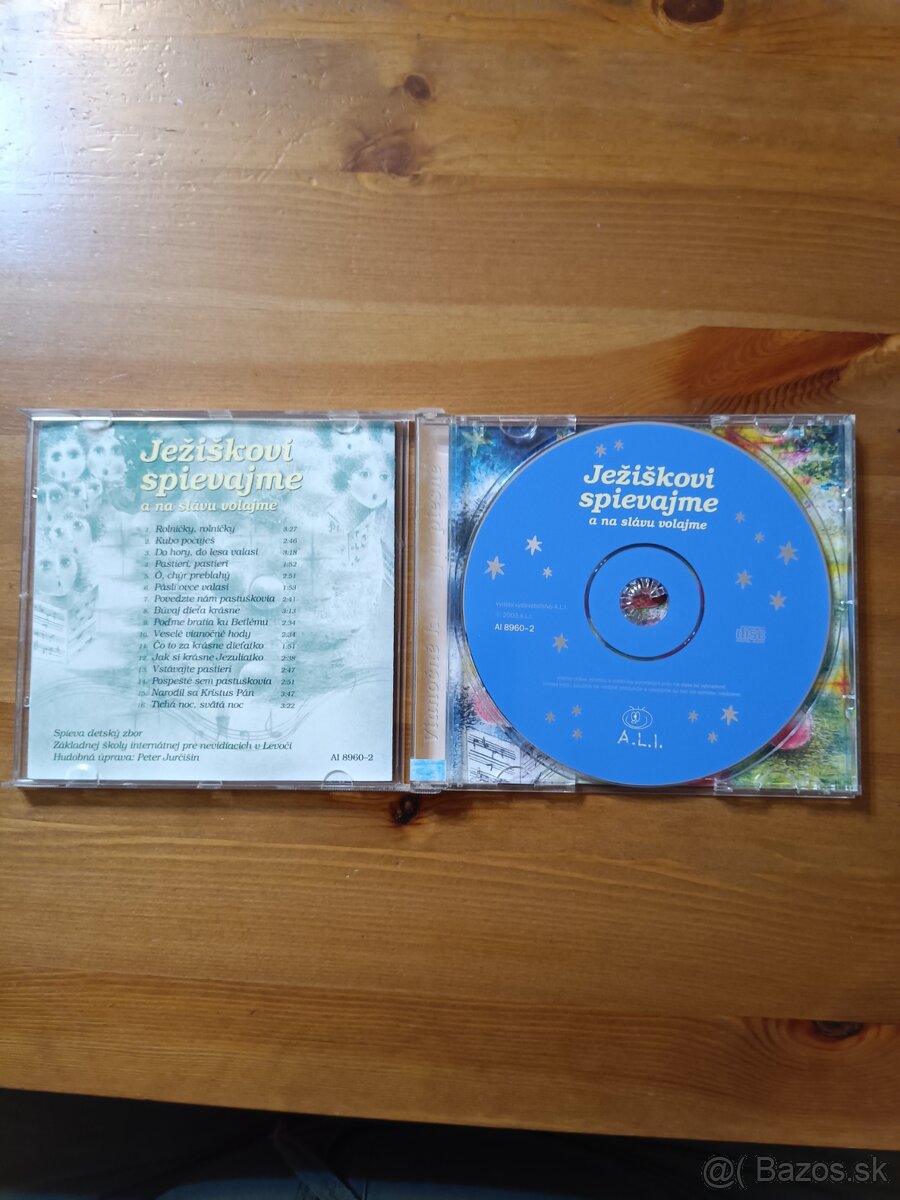 Ježiškovi
spievajme
a na slávu volajme
1. Rolničky, rolničky 3:27
2. Kubo pocuješ 2:46
3. Do hory, do lesa valasi 3:18
4. Pastieri, pastieri 1:52
5. Ó, chýr preblahý 2:51
6. Pásli ovce valasi 1:53
7. Povedzte nám pastuškovia 2:41
8. Búvaj dieťa krásne 3:13
9. Poďme bratia ku Betlému 2:34
10. Veselé vianočné hody 2:34
11. Čo to za krásne dieťatko 1:51
12. Jak si krásne Jezuliatko 2:38
13. Vstávajte pastieri 2:47
14. Pospešte sem pastuškovia 2:51
15. Narodil sa Kristus Pán 3:47
16. Tichá noc, svätá noc 3:22
Spieva detský zbor
Základnej školy internátnej pre nevidiacich v Levoči
Hudobná úprava: Peter Jurčišin
AI 8960-2
Ježiškovi
spievajme
a na slávu volajme
Vydalo vydavateľstvo A.L.I.
© 2003 A.L.I.
AI 8960-2
disc
A.L.I.
@( Bazos.sk